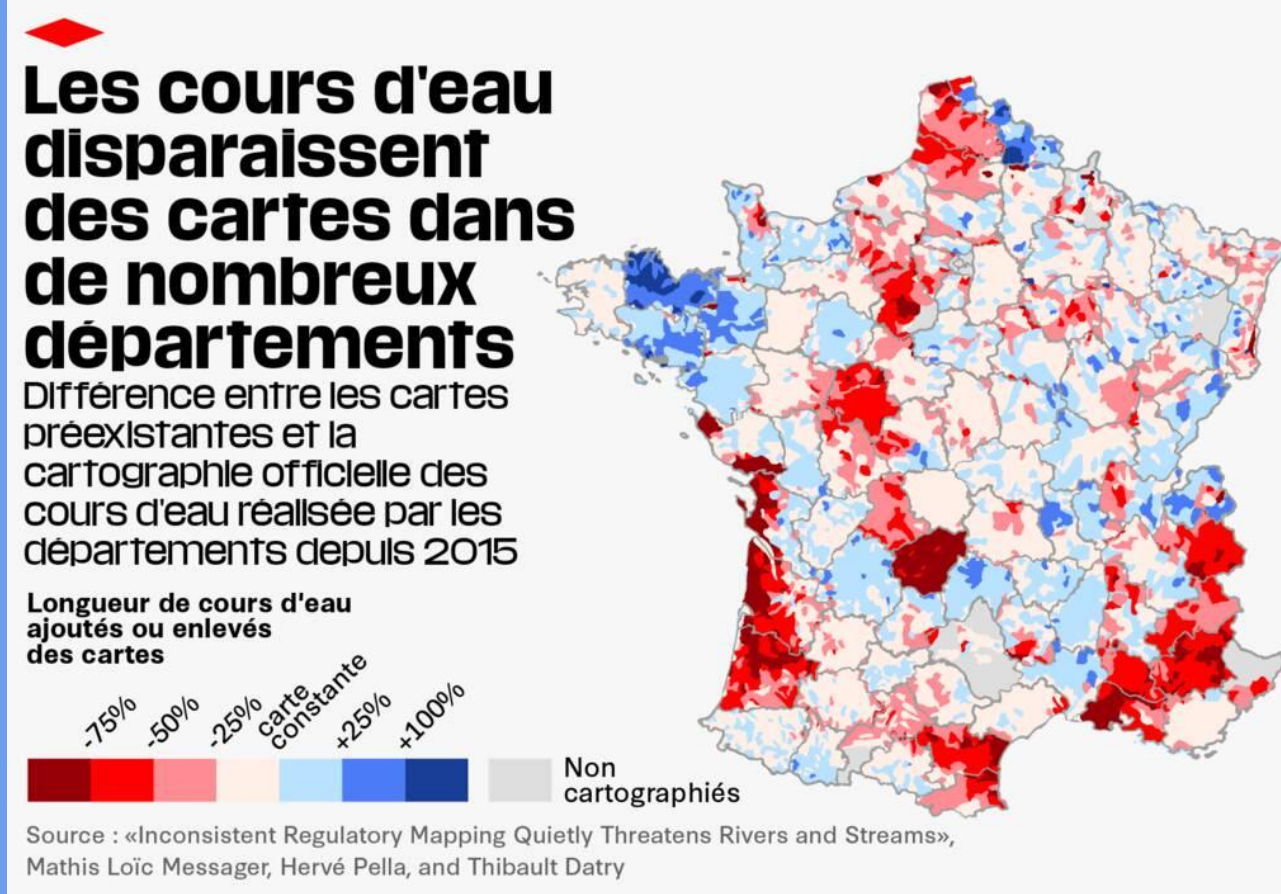 Les cours d'eau
disparaissent
des cartes dans
de nombreux
départements
Différence entre les cartes
préexistantes et la
cartographie officielle des
cours d'eau réalisée par les
départements depuis 2015
Longueur de cours d'eau
ajoutés ou enlevés
des cartes
-75%
-50%
-25%
carte
constante
+25%
+100%
Non
cartographiés
Source : «Inconsistent Regulatory Mapping Quietly Threatens Rivers and Streams»,
Mathis Loïc Messager, Hervé Pella, and Thibault Datry